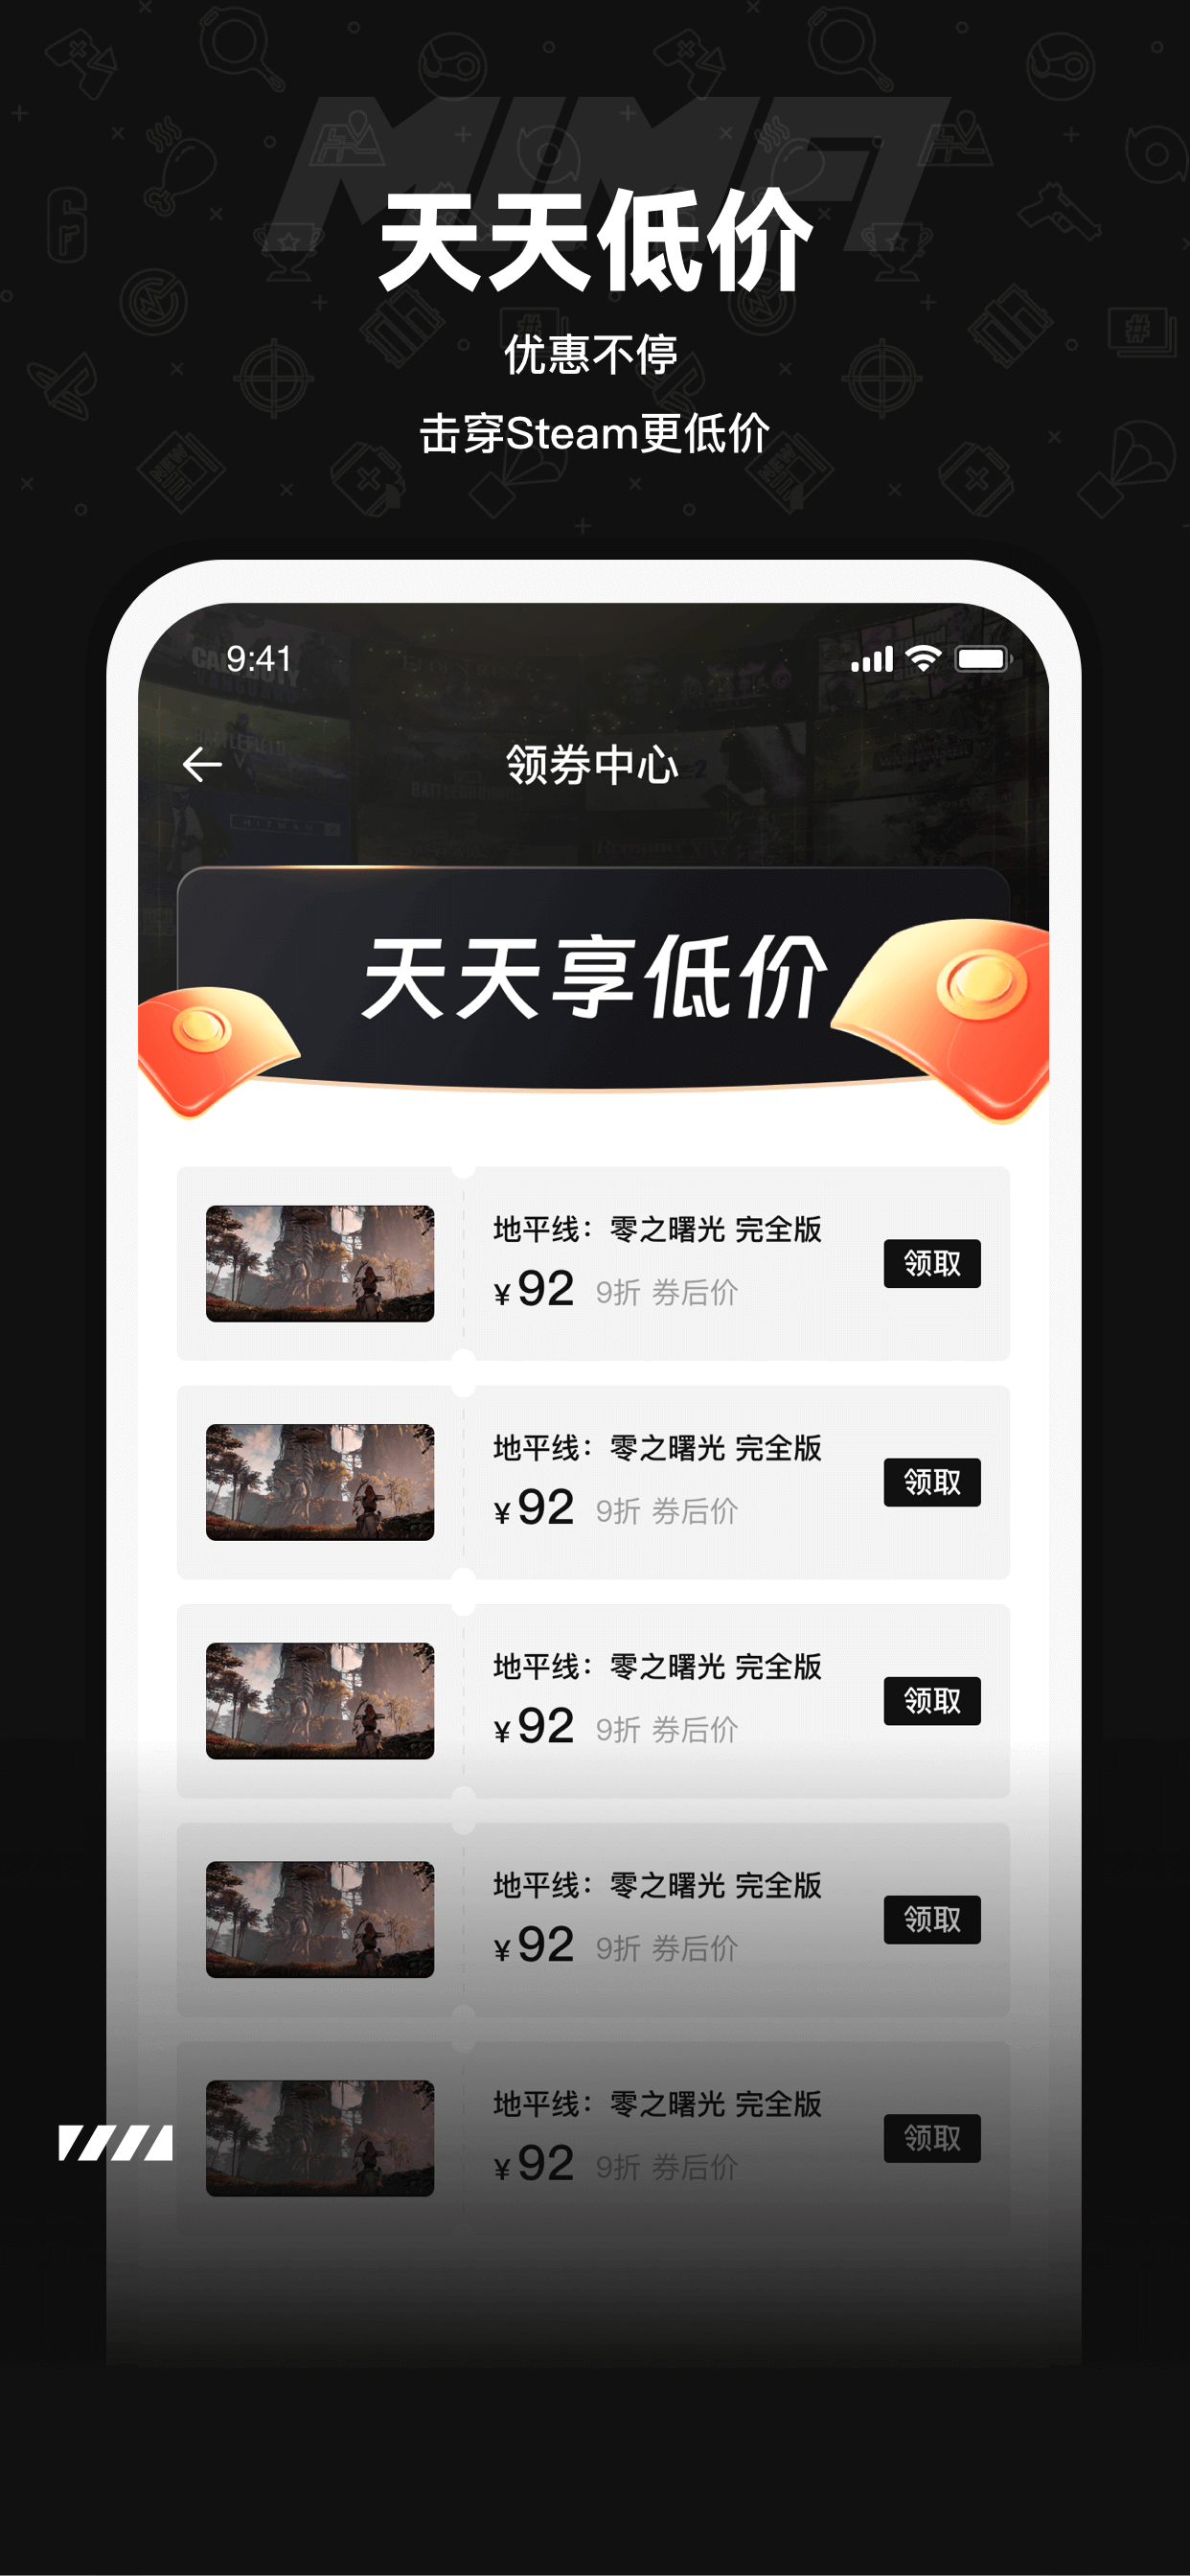 天天低价
优惠不停
击穿Steam更低价
9:41
领券中心
天天享低价
地平线：零之曙光 完全版
¥92 9折 券后价
领取
地平线：零之曙光 完全版
¥92 9折 券后价
领取
地平线：零之曙光 完全版
¥92 9折 券后价
领取
地平线：零之曙光 完全版
¥92 9折 券后价
领取
地平线：零之曙光 完全版
¥92 9折 券后价
领取